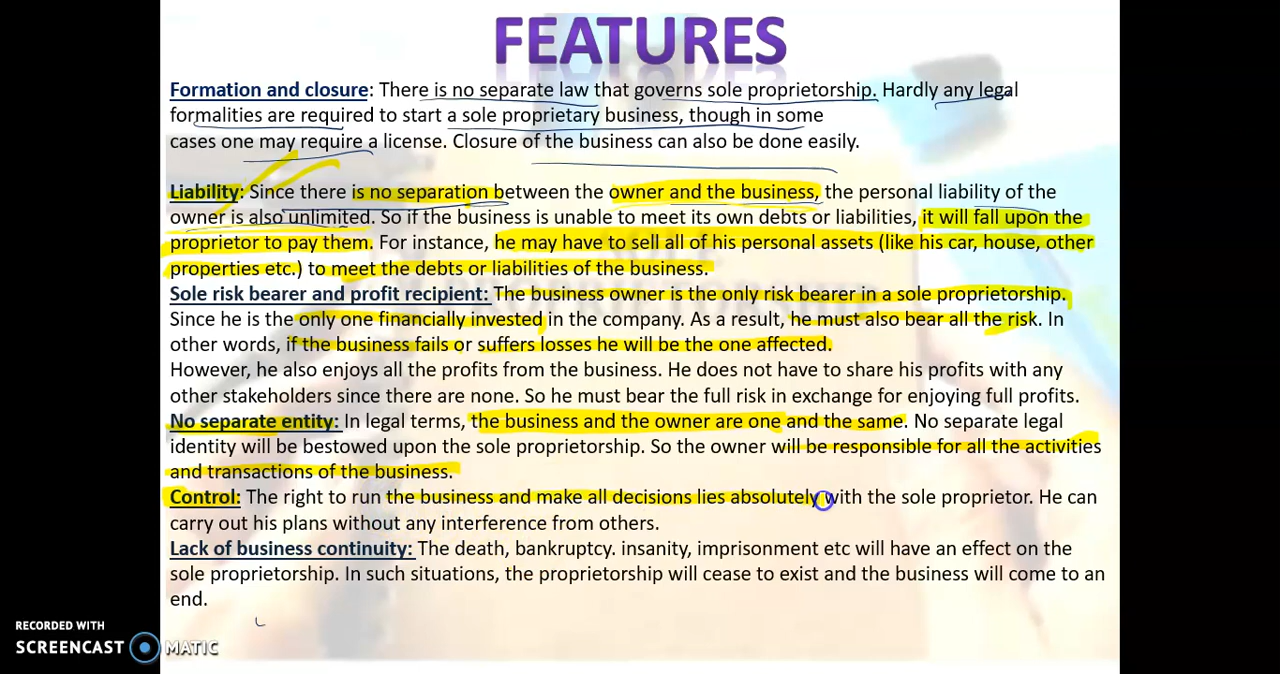 FEATURES
Formation and closure: There is no separate law that governs sole proprietorship. Hardly any legal
formalities are required to start a sole proprietary business, though in some
cases one may require a license. Closure of the business can also be done easily.
Liability: Since there is no separation between the owner and the business, the personal liability of the
owner is also unlimited. So if the business is unable to meet its own debts or liabilities, it will fall upon the
proprietor to pay them. For instance, he may have to sell all of his personal assets (like his car, house, other
properties etc.) to meet the debts or liabilities of the business.
Sole risk bearer and profit recipient: The business owner is the only risk bearer in a sole proprietorship.
Since he is the only one financially invested in the company. As a result, he must also bear all the risk. In
other words, if the business fails or suffers losses he will be the one affected.
However, he also enjoys all the profits from the business. He does not have to share his profits with any
other stakeholders since there are none. So he must bear the full risk in exchange for enjoying full profits.
No separate entity: In legal terms, the business and the owner are one and the same. No separate legal
identity will be bestowed upon the sole proprietorship. So the owner will be responsible for all the activities
and transactions of the business.
Control: The right to run the business and make all decisions lies absolutely with the sole proprietor. He can
carry out his plans without any interference from others.
Lack of business continuity: The death, bankruptcy. insanity, imprisonment etc will have an effect on the
sole proprietorship. In such situations, the proprietorship will cease to exist and the business will come to an
end.
RECORDED WITH
SCREENCAST MATIC